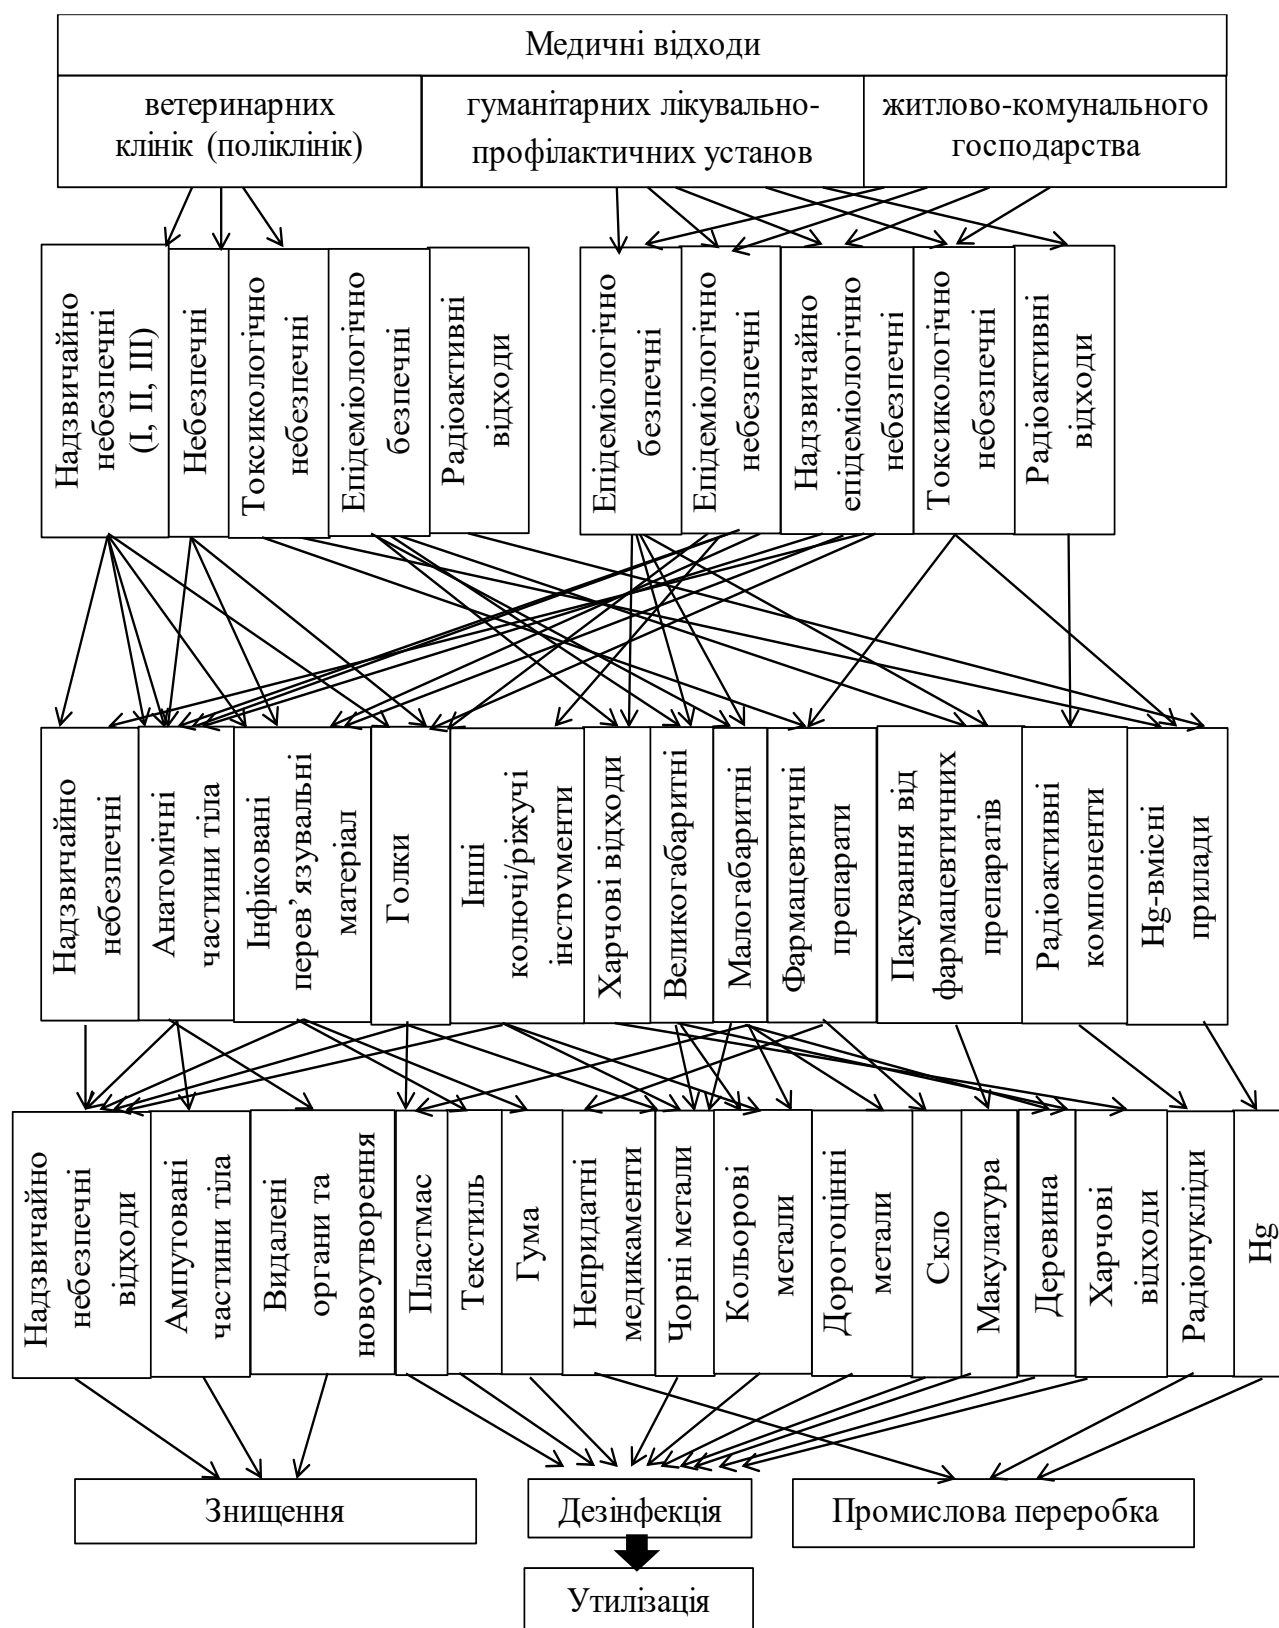 Медичні відходи
ветеринарних
клінік (поліклінік)
гуманітарних лікувально-
профілактичних установ
житлово-комунального
господарства
Надзвичайно
небезпечні
(I, II, III)
Небезпечні
Токсикологічно
небезпечні
Епідеміологічно
безпечні
Радіоактивні
відходи
Епідеміологічно
безпечні
Епідеміологічно
небезпечні
Надзвичайно
епідеміологічно
небезпечні
Токсикологічно
небезпечні
Радіоактивні
відходи
Надзвичайно
небезпечні
Анатомічні
частини тіла
Інфіковані
перев’язувальні
матеріал
Голки
Інші
колючі/ріжучі
інструменти
Харчові відходи
Великогабаритні
Малогабаритні
Фармацевтичні
препарати
Пакування від
фармацевтичних
препаратів
Радіоактивні
компоненти
Hg-вмісні
прилади
Надзвичайно
небезпечні
відходи
Ампутовані
частини тіла
Видалені
органи та
новоутворення
Пластмас
Текстиль
Гума
Непридатні
медикаменти
Чорні метали
Кольорові
метали
Дорогоцінні
метали
Скло
Макулатура
Деревина
Харчові
відходи
Радіонукліди
Hg
Знищення
Дезінфекція
Промислова переробка
Утилізація